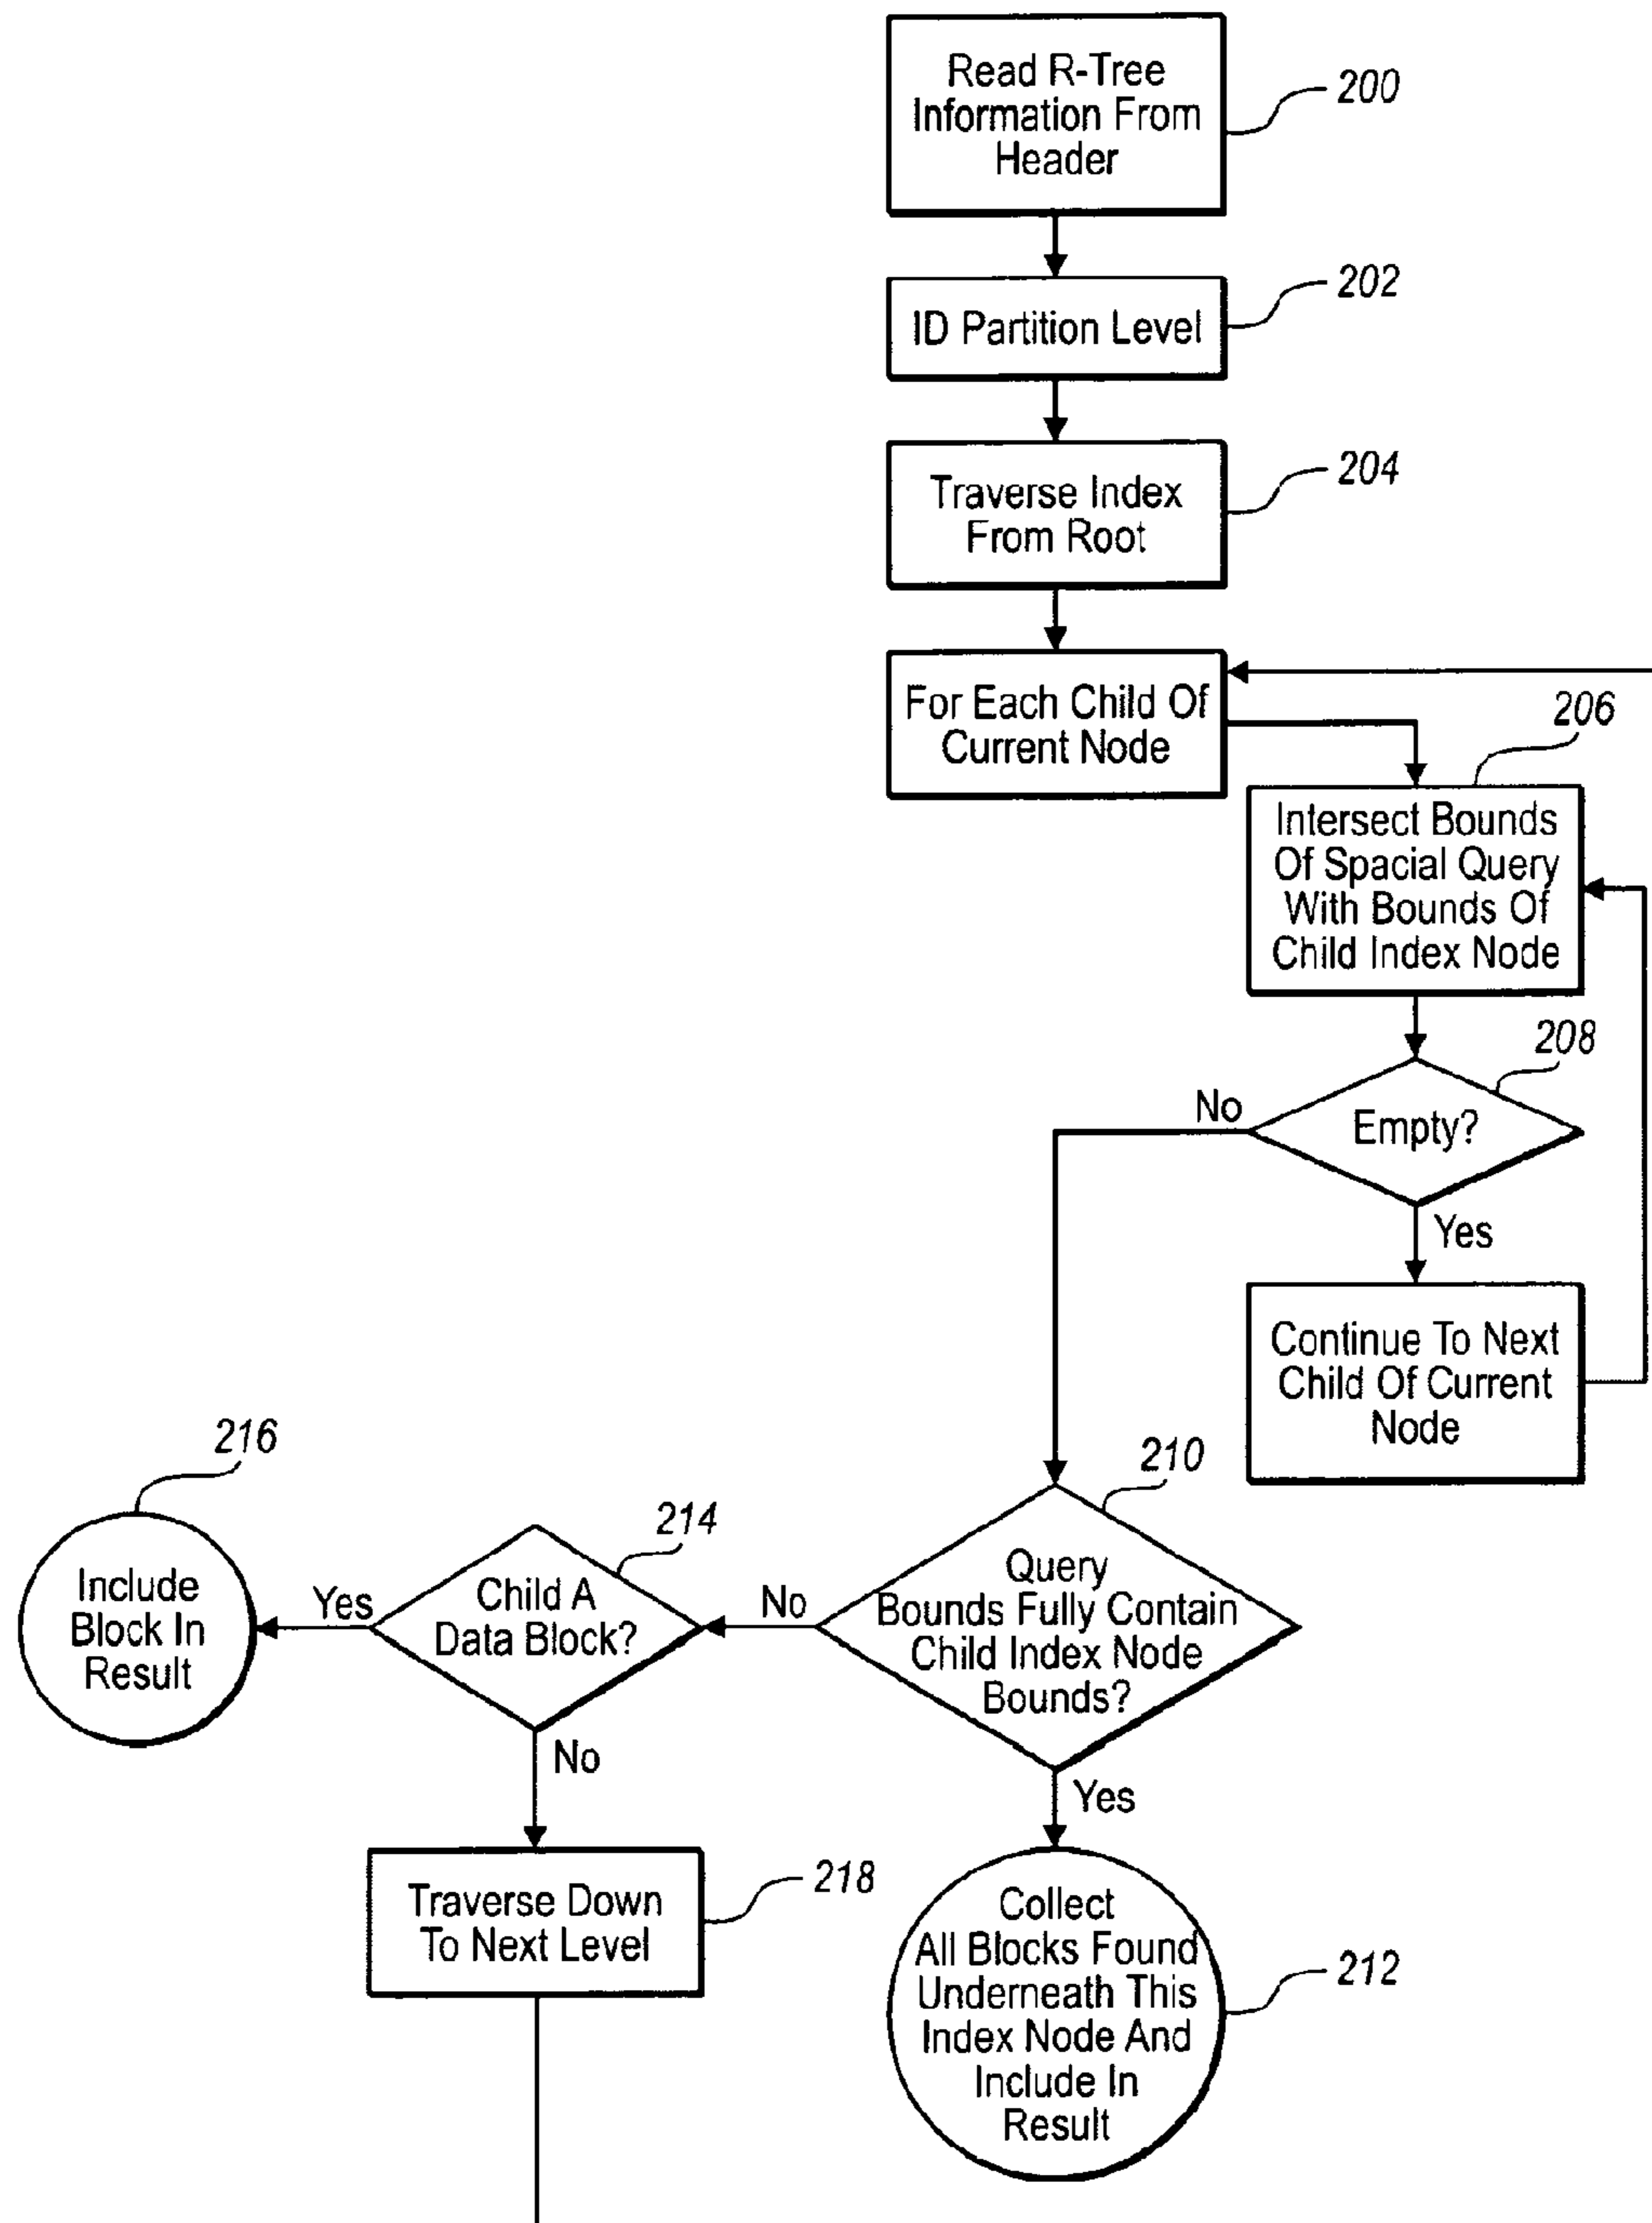 Read R-Tree
Information From
Header
200
ID Partition Level
202
Traverse Index
From Root
204
For Each Child Of
Current Node
206
Intersect Bounds
Of Spacial Query
With Bounds Of
Child Index Node
208
Empty?
No
Yes
Continue To Next
Child Of Current
Node
210
Query
Bounds Fully Contain
Child Index Node
Bounds?
No
Yes
214
Child A
Data Block?
Yes
No
216
Include
Block In
Result
218
Traverse Down
To Next Level
Collect
All Blocks Found
Underneath This
Index Node And
Include In
Result
212